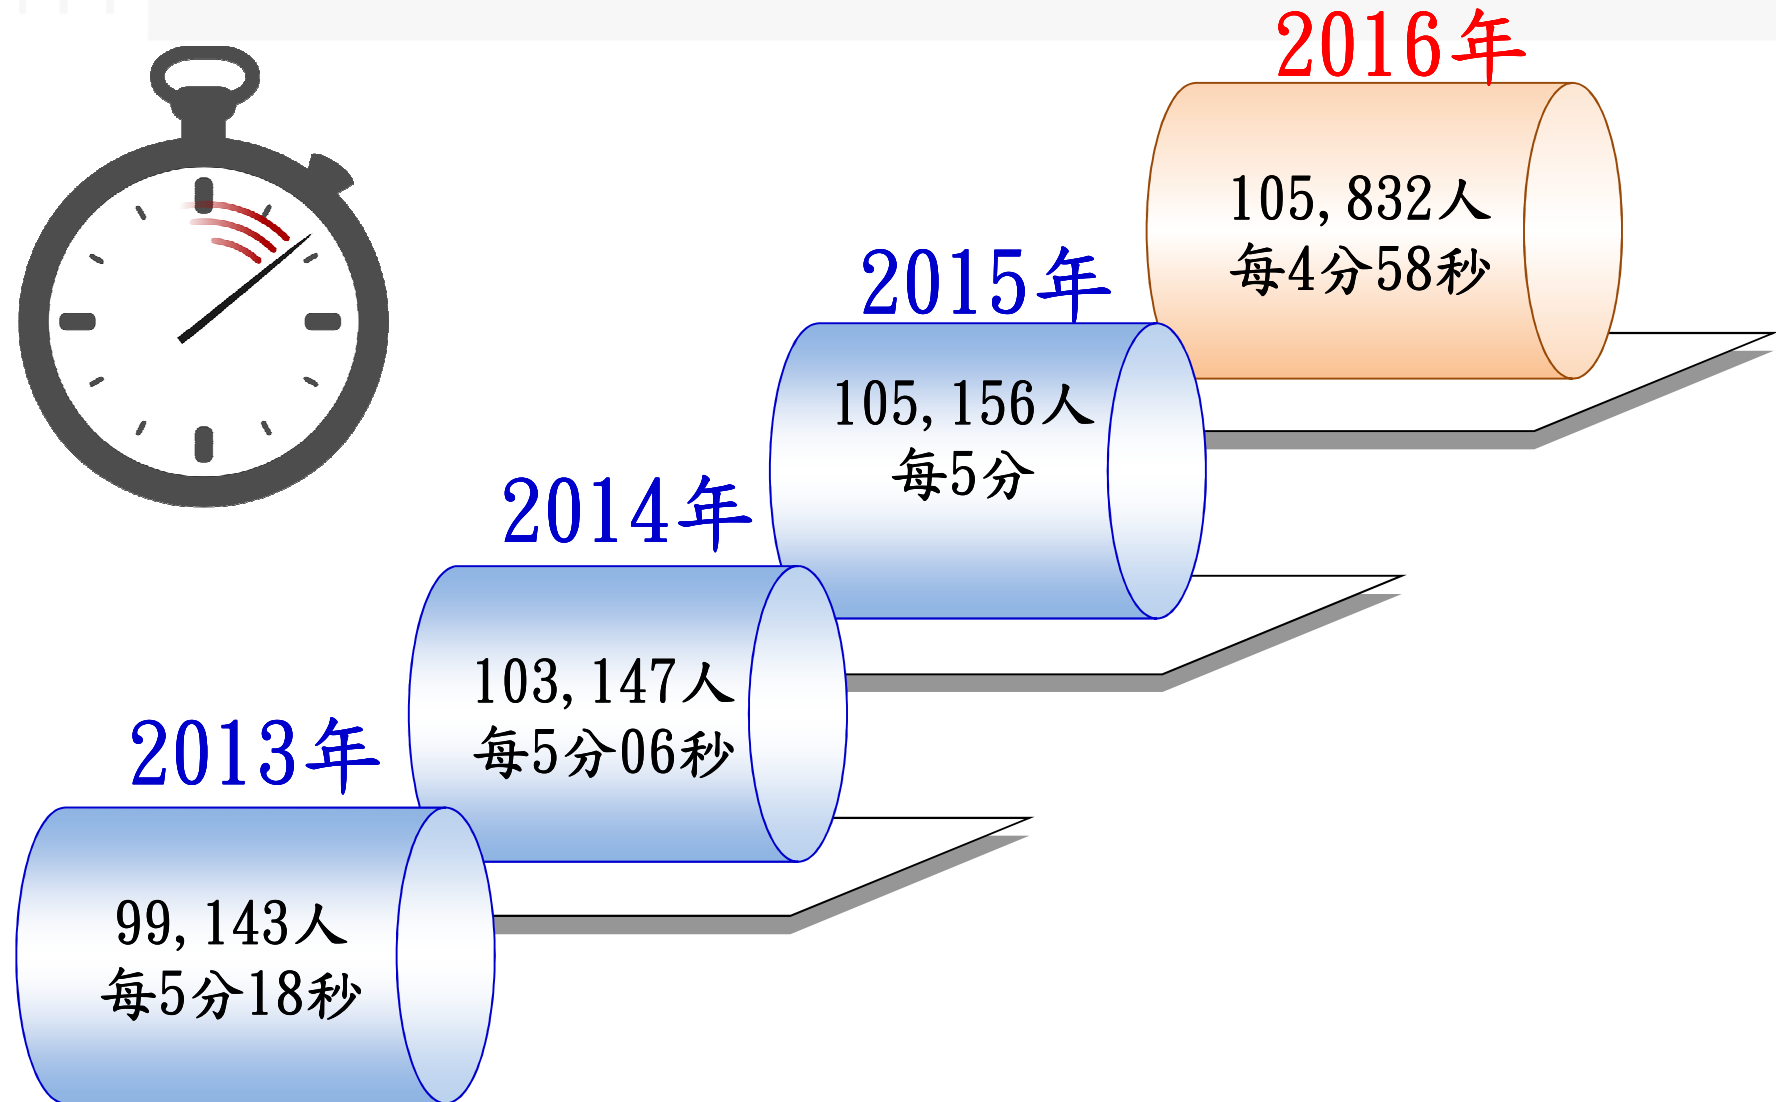 2016年
105,832人
每4分58秒
2015年
105,156人
每5分
2014年
103,147人
每5分06秒
2013年
99,143人
每5分18秒